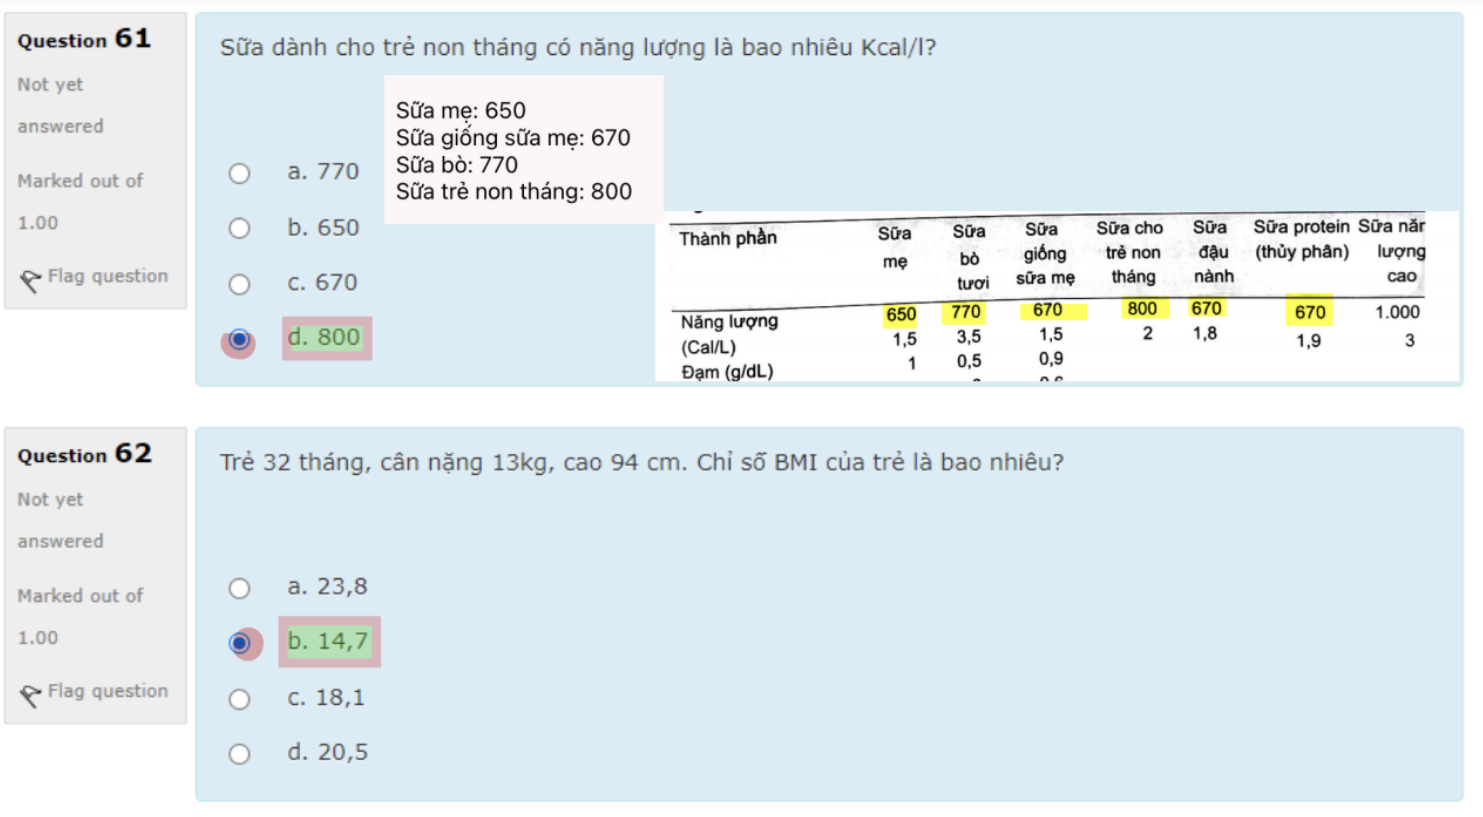 Question 61
Not yet
answered
Marked out of
1.00
Flag question
Sữa dành cho trẻ non tháng có năng lượng là bao nhiêu Kcal/l?
a. 770
b. 650
c. 670
d. 800
Sữa mẹ: 650
Sữa giống sữa mẹ: 670
Sữa bò: 770
Sữa trẻ non tháng: 800
Thành phần Sữa Sữa Sữa Sữa cho Sữa Sữa protein Sữa năn
mẹ bò giống trẻ non đậu (thủy phân) lượng
tươi sữa mẹ tháng nành cao
Năng lượng 650 770 670 800 670 670 1.000
(Cal/L) 1,5 3,5 1,5 2 1,8 1,9 3
Đạm (g/dL) 1 0,5 0,9
Question 62
Not yet
answered
Marked out of
1.00
Flag question
Trẻ 32 tháng, cân nặng 13kg, cao 94 cm. Chỉ số BMI của trẻ là bao nhiêu?
a. 23,8
b. 14,7
c. 18,1
d. 20,5